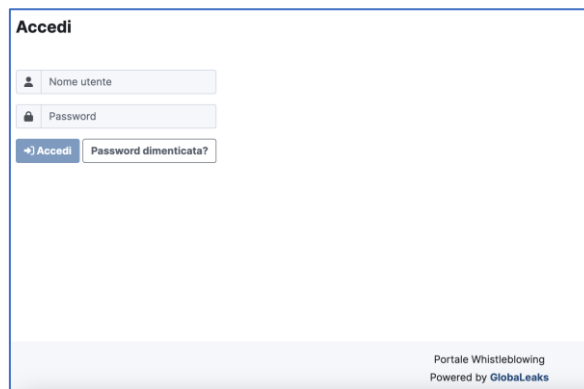 Accedi
Nome utente
Password
Accedi Password dimenticata?
Portale Whistleblowing
Powered by GlobaLeaks